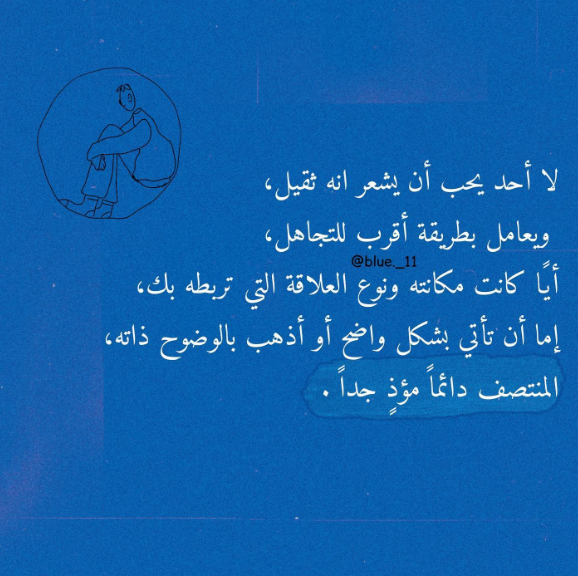 لا أحد يحب أن يشعر انه ثقيل،
ويعامل بطريقة أقرب للتجاهل،
@blue._11
أيًا كانت مكانته ونوع العلاقة التي تربطه بك،
إما أن تأتي بشكل واضح أو أذهب بالوضوح ذاته،
المنتصف دائماً مؤذٍ جداً .